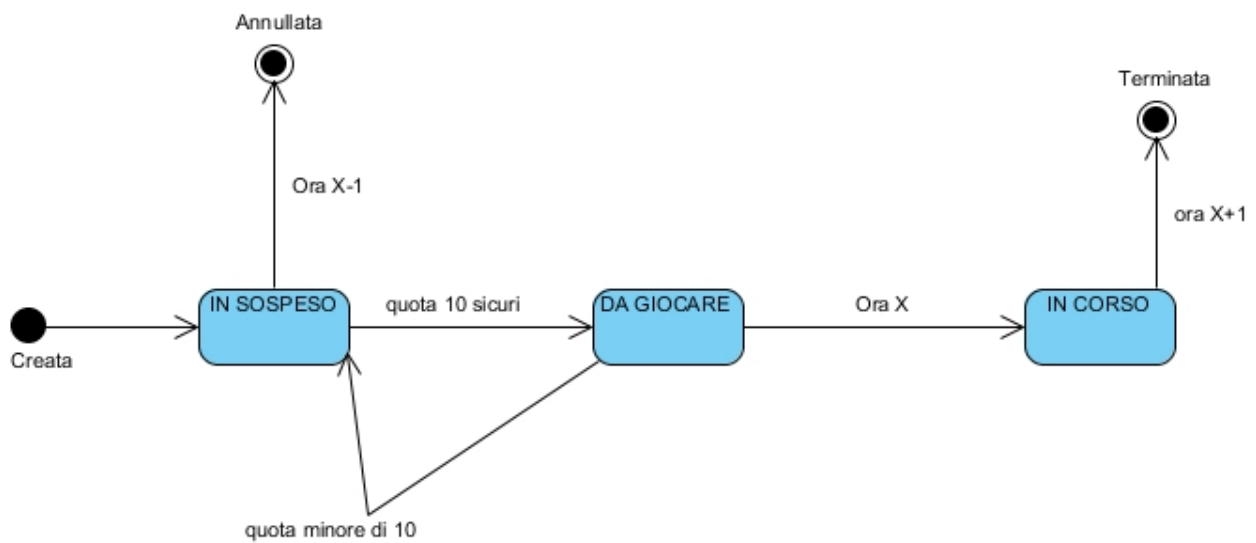 Annullata
Terminata
Ora X-1
ora X+1
IN SOSPESO
quota 10 sicuri
DA GIOCARE
Ora X
IN CORSO
Creata
quota minore di 10